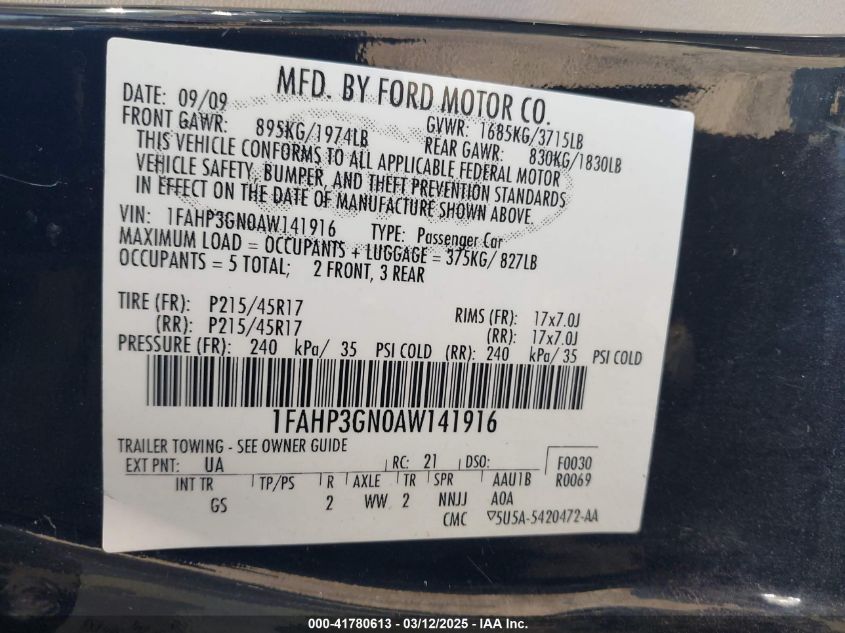 MFD. BY FORD MOTOR CO.
DATE: 09/09 GVWR: 1685KG/3715LB
FRONT GAWR: 895KG/1974LB REAR GAWR: 830KG/1830LB
THIS VEHICLE CONFORMS TO ALL APPLICABLE FEDERAL MOTOR
VEHICLE SAFETY, BUMPER, AND THEFT PREVENTION STANDARDS
IN EFFECT ON THE DATE OF MANUFACTURE SHOWN ABOVE.
VIN: 1FAHP3GN0AW141916 TYPE: Passenger Car
MAXIMUM LOAD = OCCUPANTS + LUGGAGE = 375KG/ 827LB
OCCUPANTS = 5 TOTAL; 2 FRONT, 3 REAR
TIRE (FR): P215/45R17 RIMS (FR): 17x7.0J
(RR): P215/45R17 (RR): 17x7.0J
PRESSURE (FR): 240 kPa/ 35 PSI COLD (RR): 240 kPa/ 35 PSI COLD
1FAHP3GN0AW141916
TRAILER TOWING - SEE OWNER GUIDE
EXT PNT: UA RC: 21 DSO: F0030
INT TR TP/PS R AXLE TR SPR AAU1B R0069
GS 2 WW 2 NNJJ A0A
CMC ▽5U5A-5420472-AA
000-41780613 - 03/12/2025 - IAA Inc.